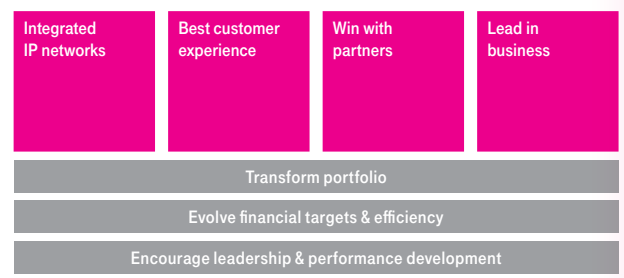 Integrated
IP networks
Best customer
experience
Win with
partners
Lead in
business
Transform portfolio
Evolve financial targets & efficiency
Encourage leadership & performance development